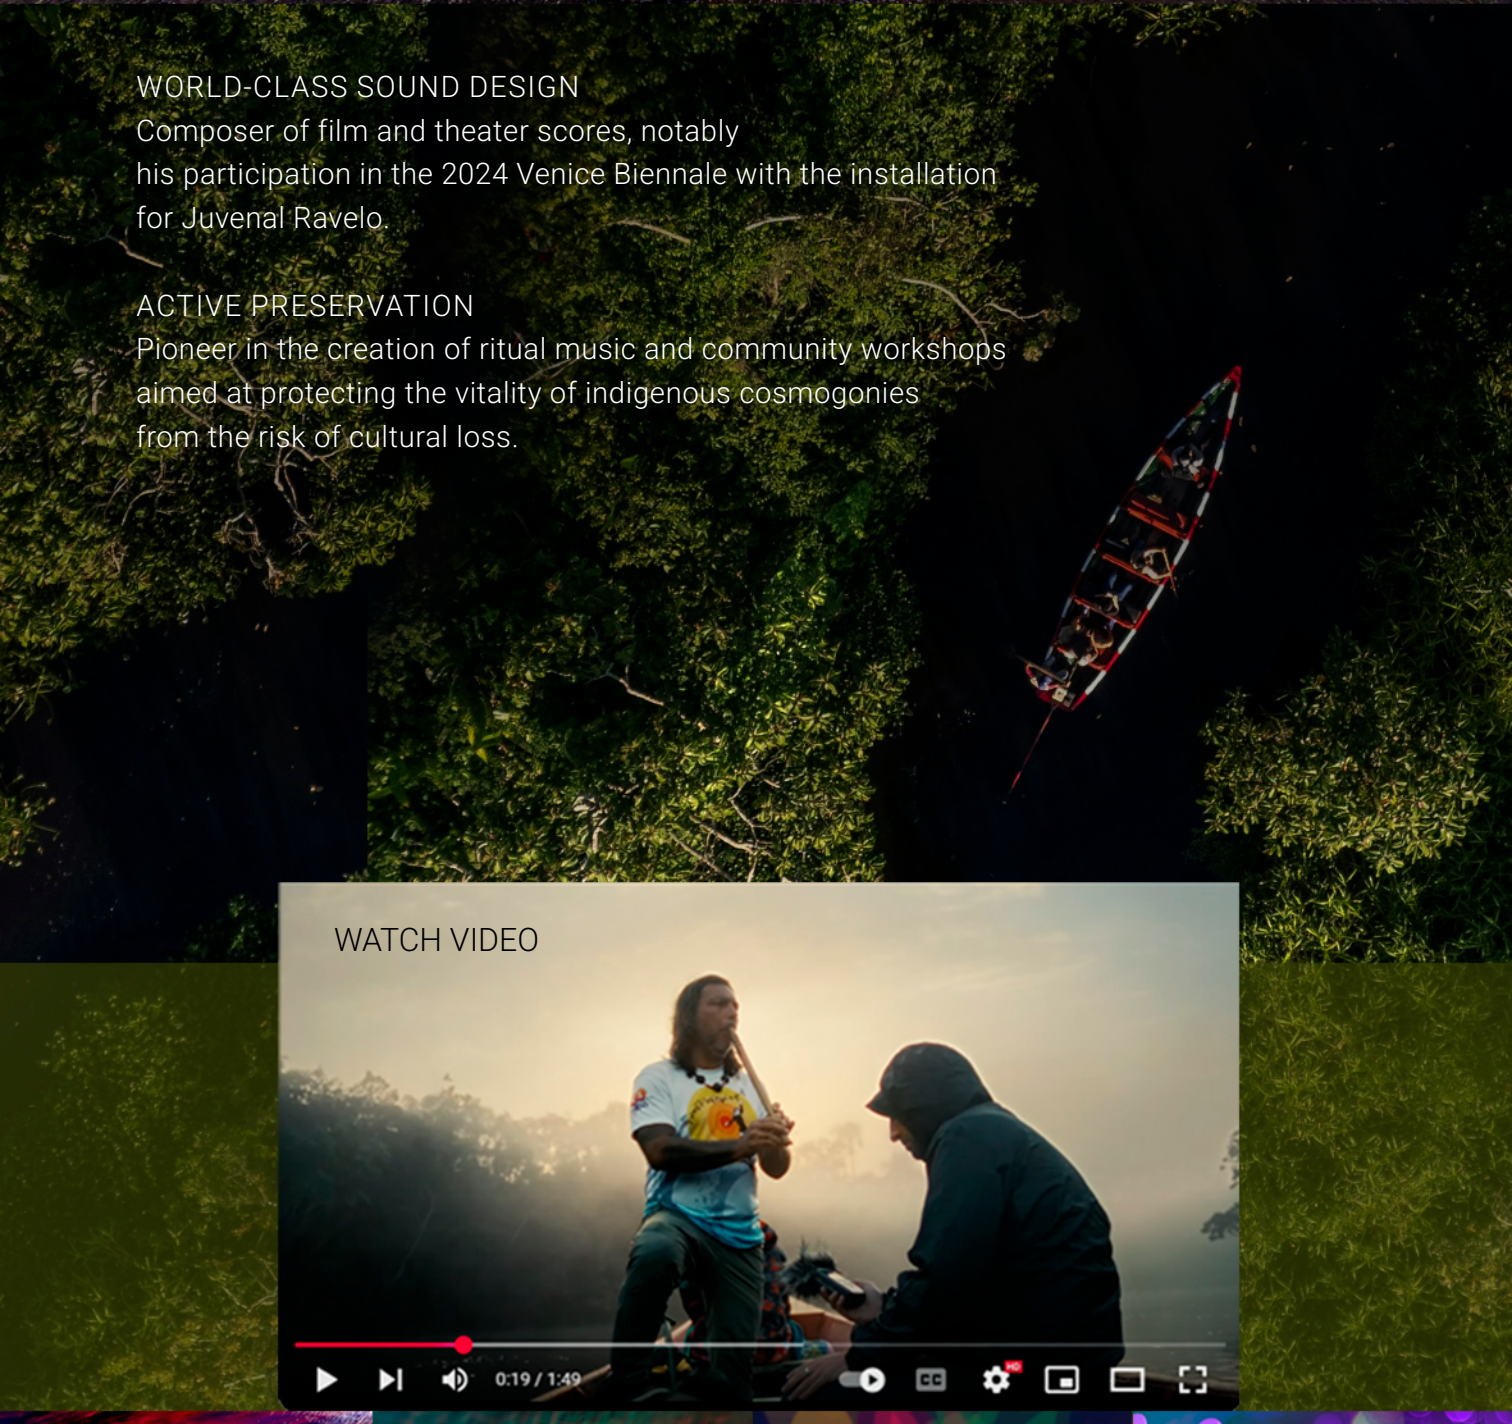 WORLD-CLASS SOUND DESIGN
Composer of film and theater scores, notably
his participation in the 2024 Venice Biennale with the installation
for Juvenal Ravelo.
ACTIVE PRESERVATION
Pioneer in the creation of ritual music and community workshops
aimed at protecting the vitality of indigenous cosmogonies
from the risk of cultural loss.
WATCH VIDEO
0:19 / 1:49
CC
HD